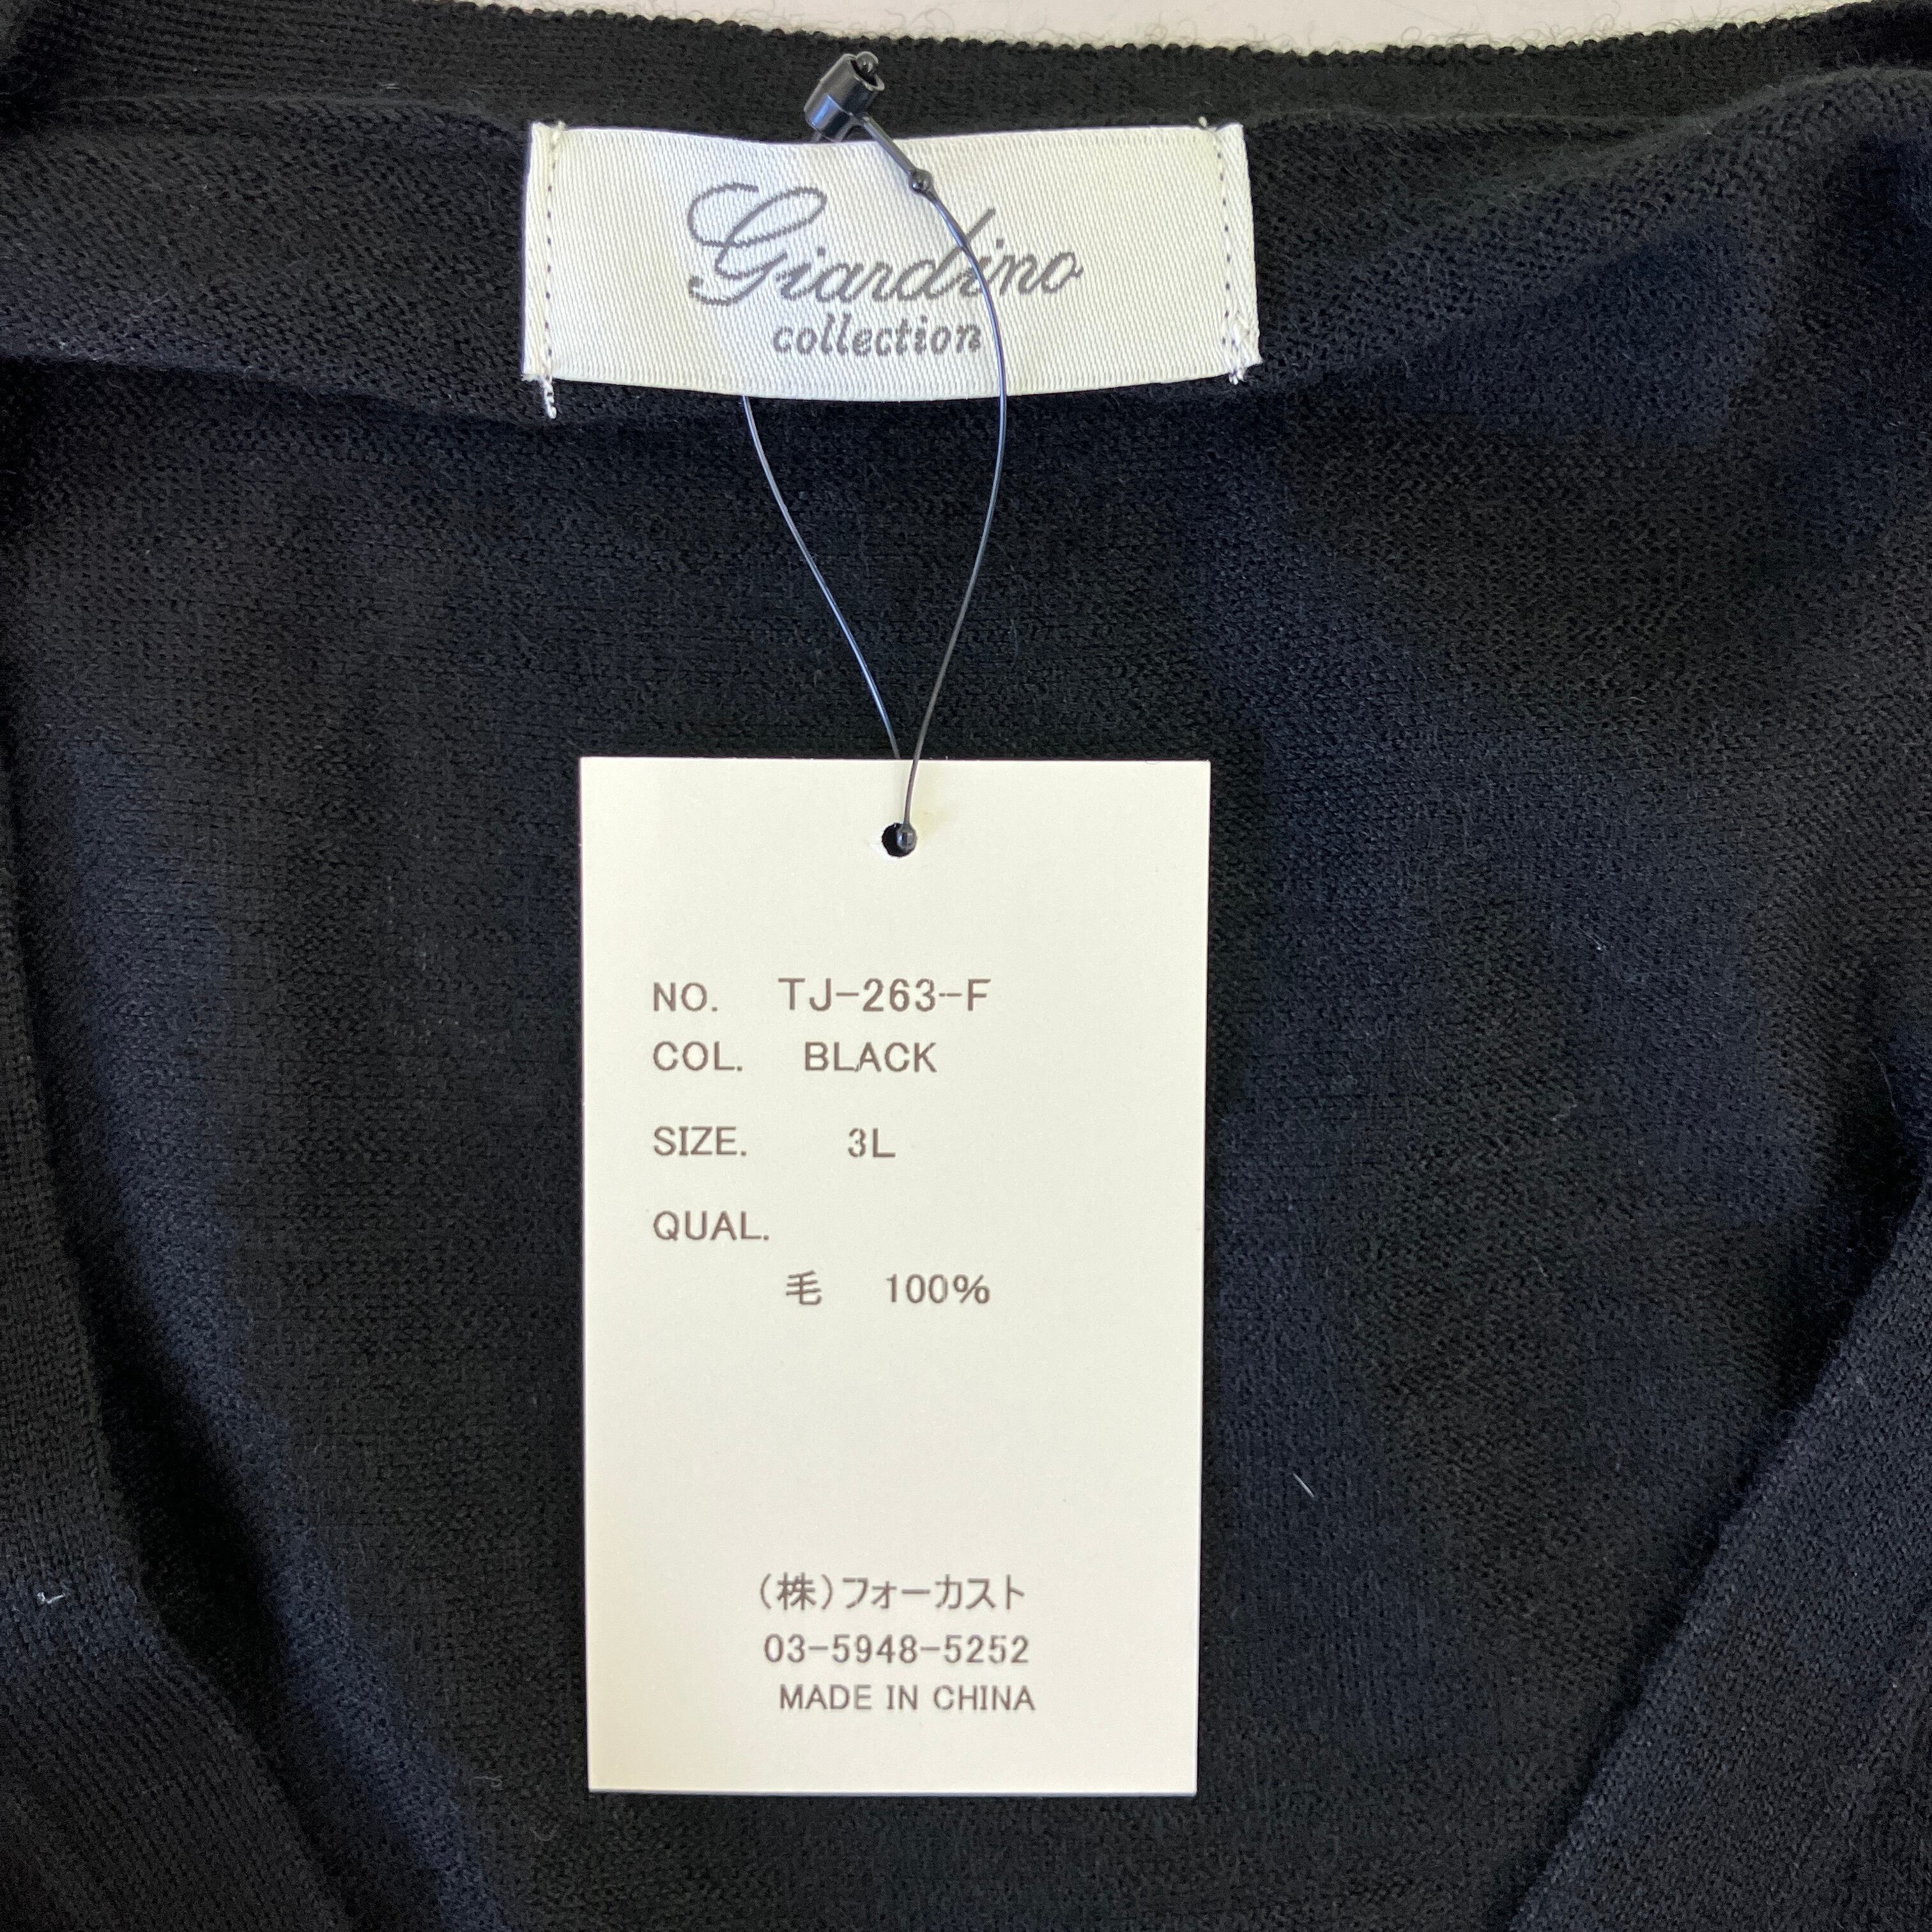 Giardino
collection
NO. TJ-263-F
COL. BLACK
SIZE. 3L
QUAL.
毛 100%
(株)フォーカスト
03-5948-5252
MADE IN CHINA